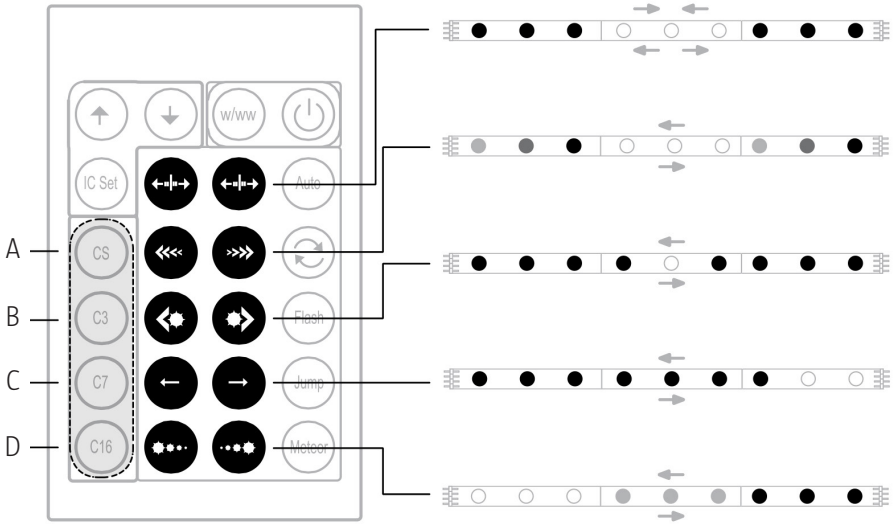 w/ww
IC Set
Auto
A
CS
B
C3
Flash
C
C7
Jump
D
C16
Meteor